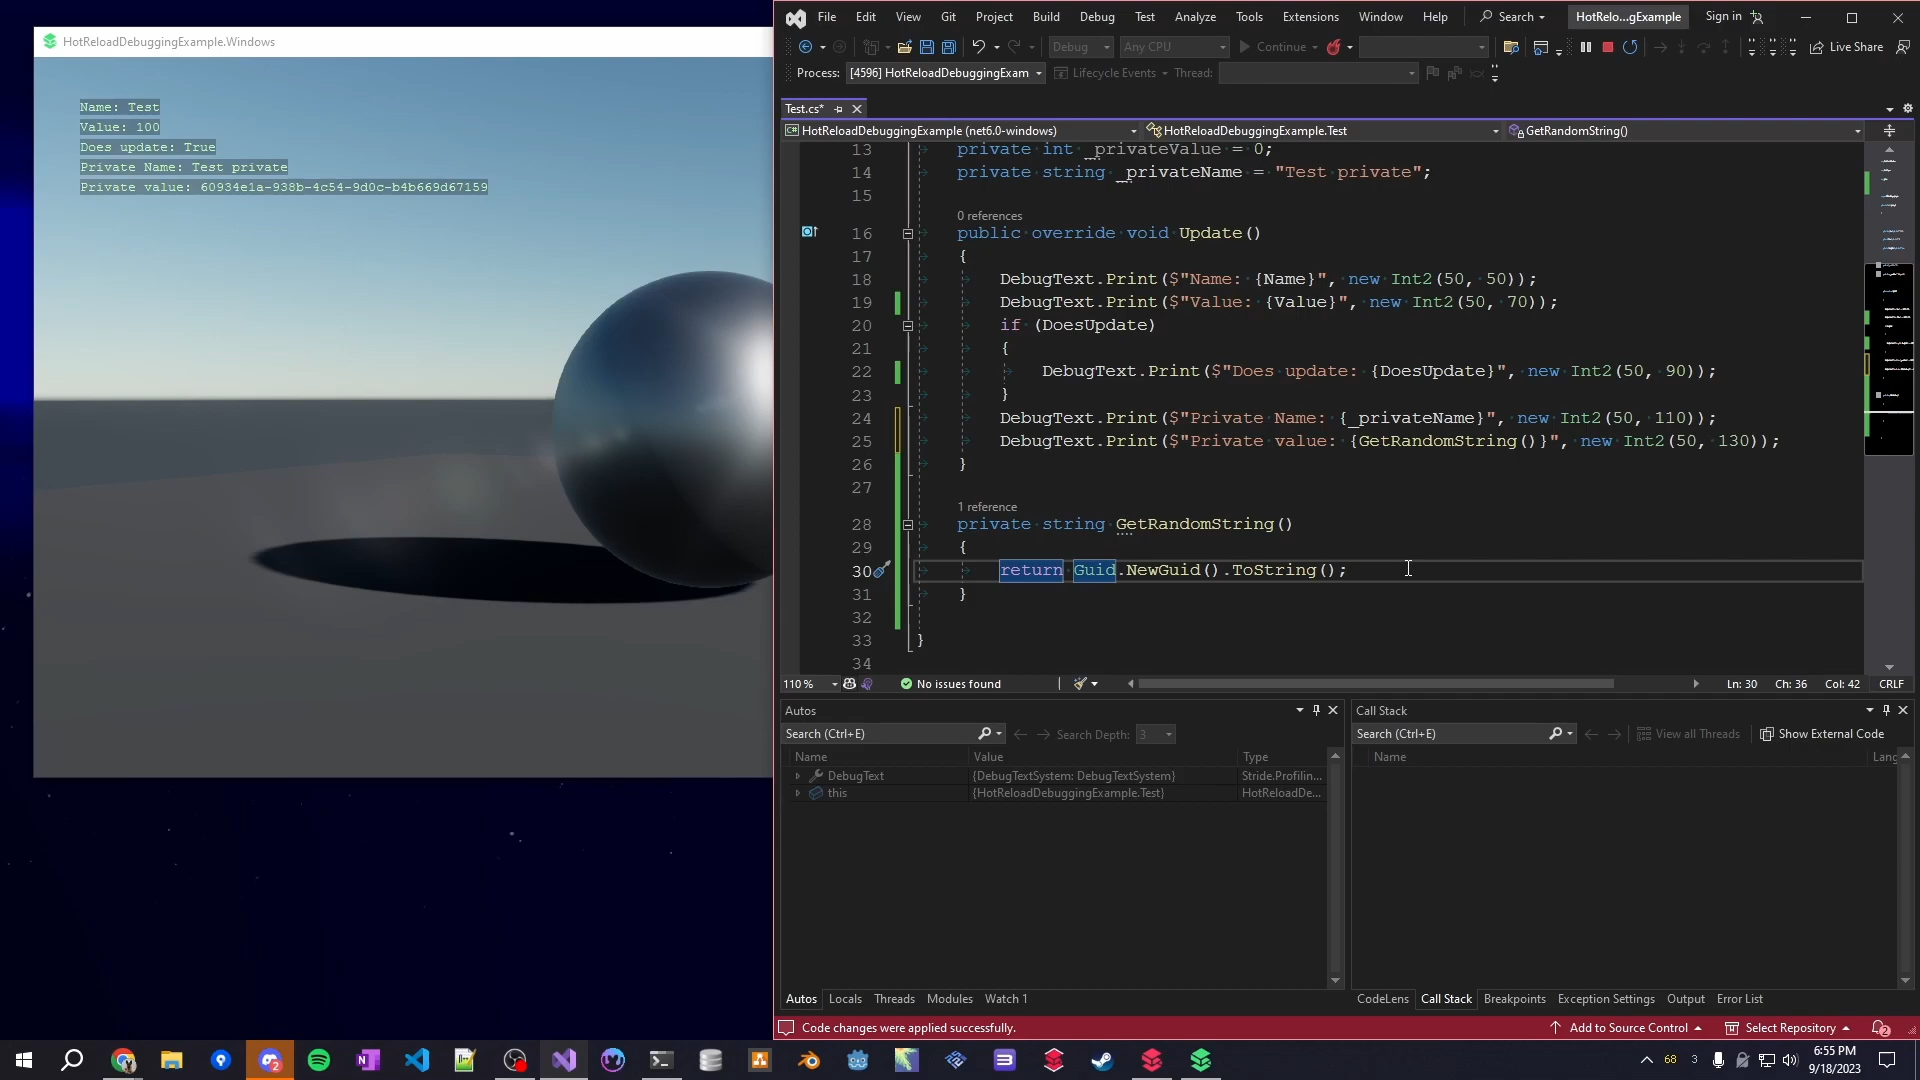 HotReloadDebuggingExample.Windows
Name: Test
Value: 100
Does update: True
Private Name: Test private
Private value: 60934e1a-938b-4c54-9d0c-b4b669d67159
File Edit View Git Project Build Debug Test Analyze Tools Extensions Window Help Search HotRelo...gExample Sign in
Debug Any CPU Continue Live Share
Process: [4596] HotReloadDebuggingExam Lifecycle Events Thread:
Test.cs*
HotReloadDebuggingExample (net6.0-windows) HotReloadDebuggingExample.Test GetRandomString()
13 private int _privateValue = 0;
14 private string _privateName = "Test private";
15
0 references
16 public override void Update()
17 {
18 DebugText.Print($"Name: {Name}", new Int2(50, 50));
19 DebugText.Print($"Value: {Value}", new Int2(50, 70));
20 if (DoesUpdate)
21 {
22 DebugText.Print($"Does update: {DoesUpdate}", new Int2(50, 90));
23 }
24 DebugText.Print($"Private Name: {_privateName}", new Int2(50, 110));
25 DebugText.Print($"Private value: {GetRandomString()}", new Int2(50, 130));
26 }
27
1 reference
28 private string GetRandomString()
29 {
30 return Guid.NewGuid().ToString();
31 }
32
33 }
34
110 % No issues found Ln: 30 Ch: 36 Col: 42 CRLF
Autos
Search (Ctrl+E) Search Depth: 3
Name Value Type
DebugText {DebugTextSystem: DebugTextSystem} Stride.Profilin...
this {HotReloadDebuggingExample.Test} HotReloadDe...
Autos Locals Threads Modules Watch 1
Call Stack
Search (Ctrl+E) View all Threads Show External Code
Name Lang
CodeLens Call Stack Breakpoints Exception Settings Output Error List
Code changes were applied successfully. Add to Source Control Select Repository 2
68 3 6:55 PM
9/18/2023